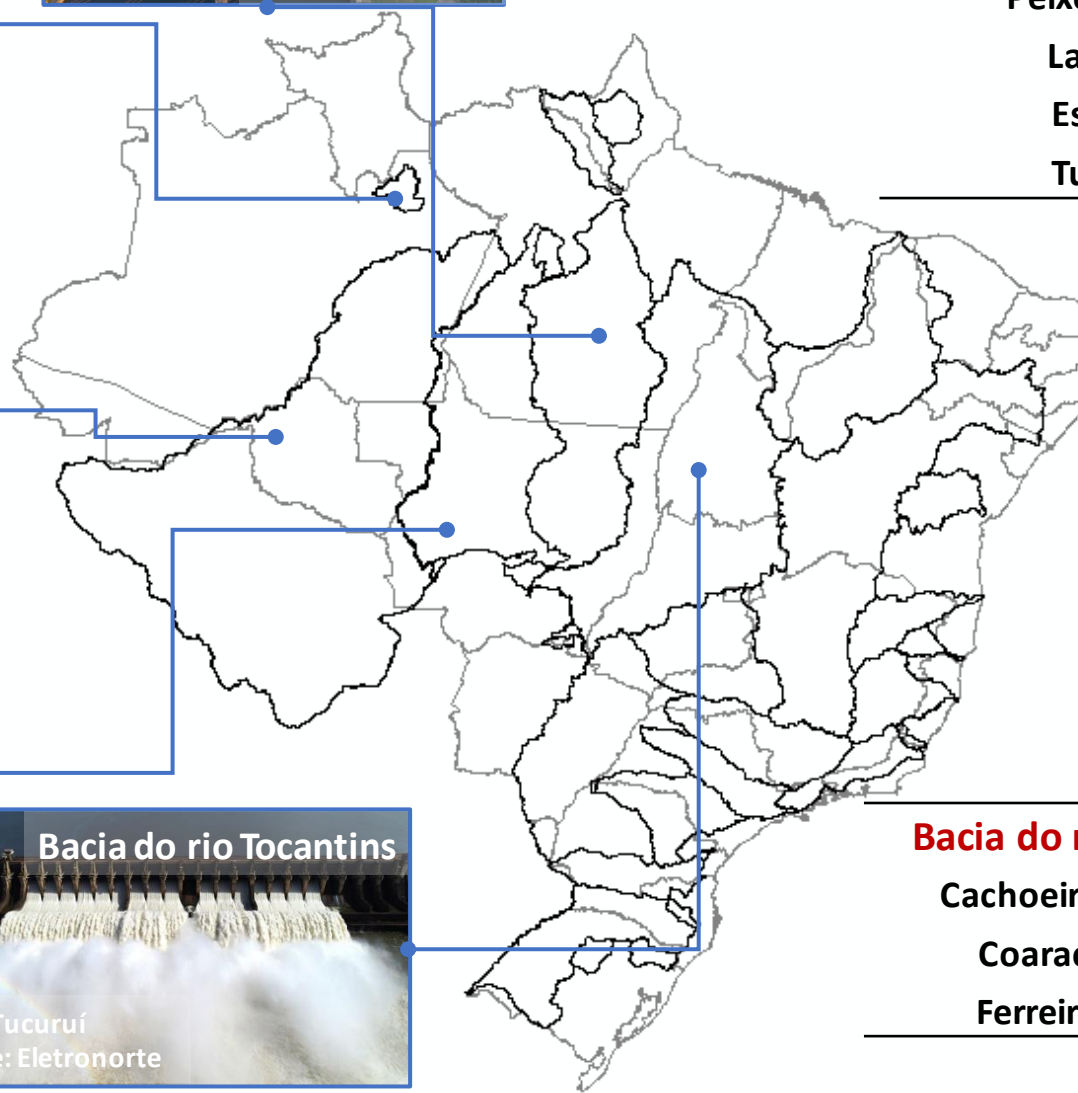 Peixe
La
Es
Tu
Bacia do rio Tocantins
Tucuruí
e: Eletronorte
Bacia do r
Cachoeir
Coarac
Ferreir